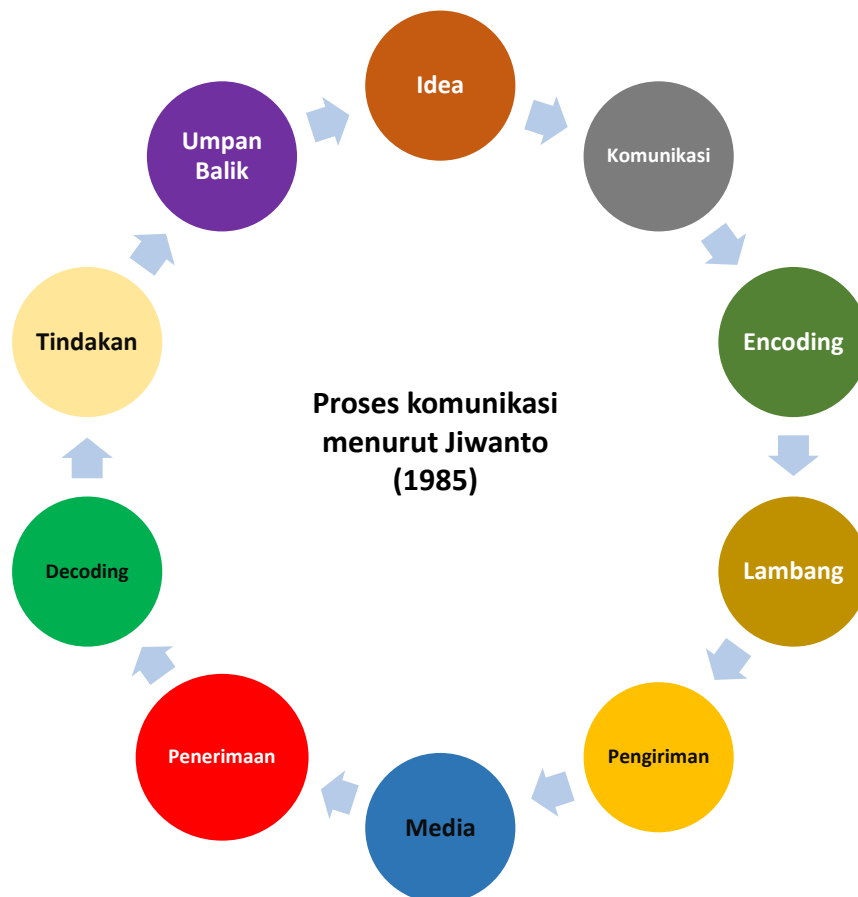 Idea
Komunikasi
Encoding
Lambang
Pengiriman
Media
Penerimaan
Decoding
Tindakan
Umpan
Balik
Proses komunikasi
menurut Jiwanto
(1985)